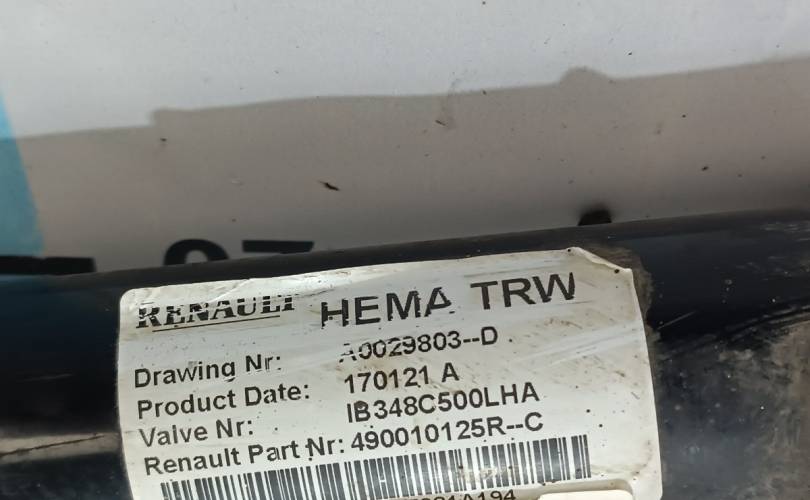 RENAULT HEMA TRW
Drawing Nr: A0029803--D
Product Date: 170121 A
Valve Nr: IB348C500LHA
Renault Part Nr: 490010125R--C